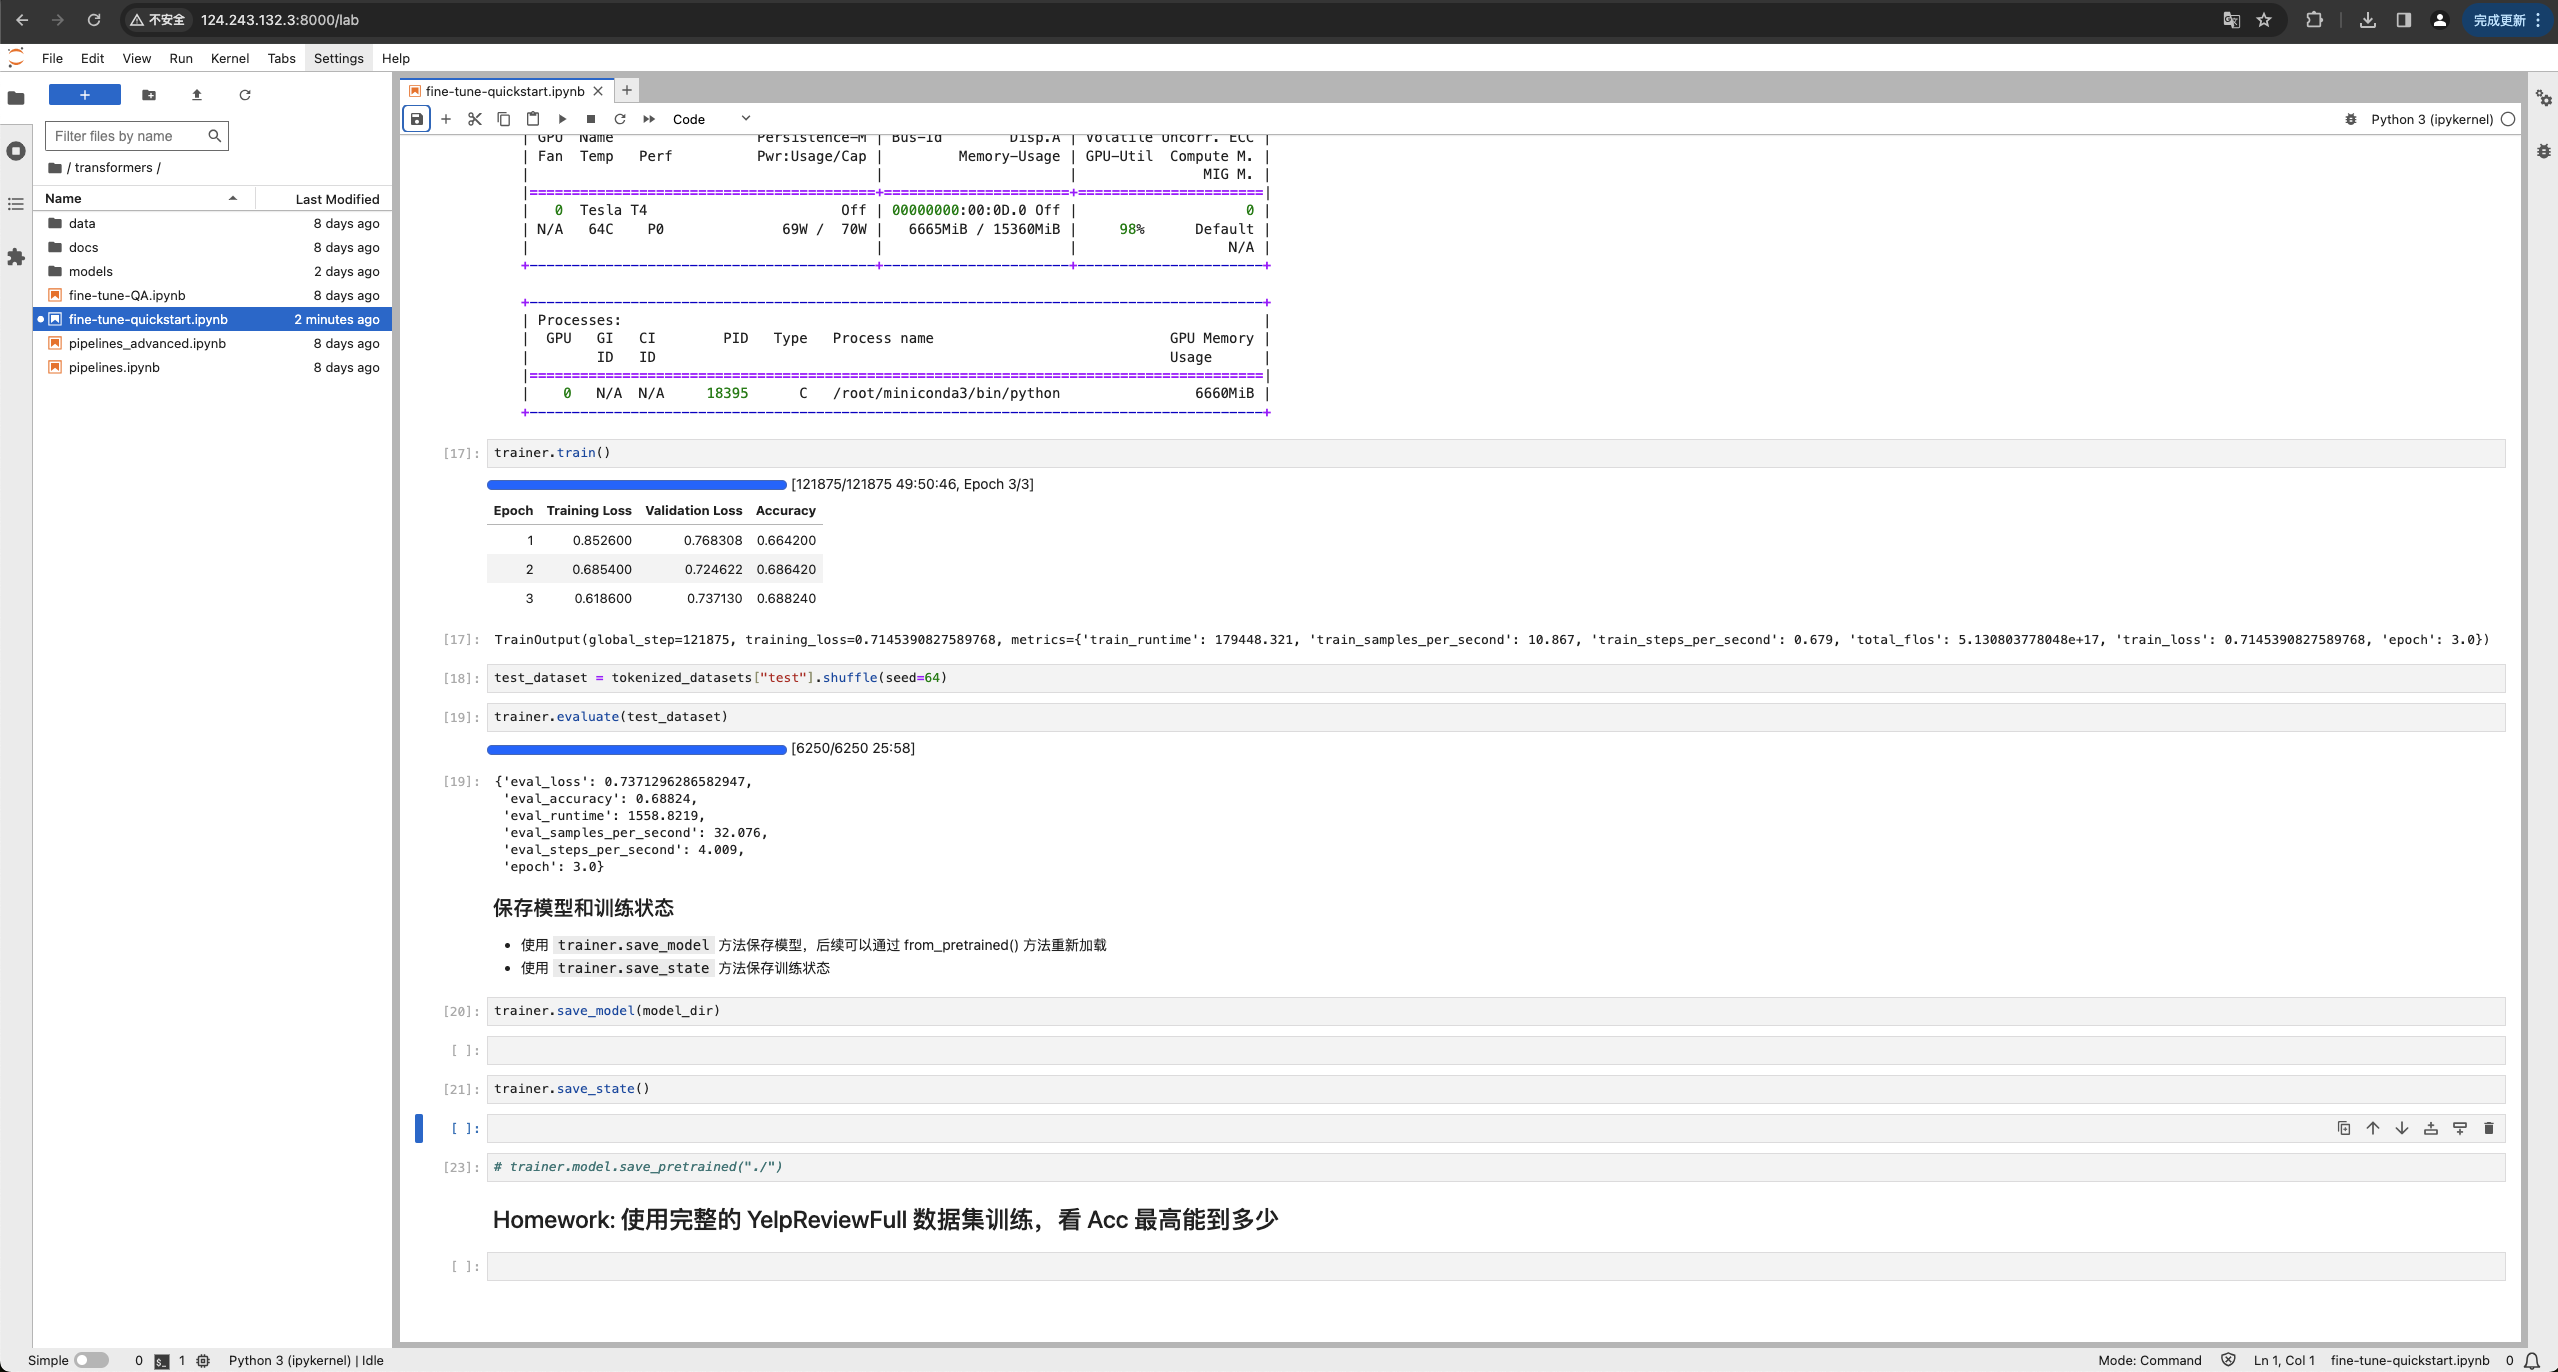 不安全 124.243.132.3:8000/lab 完成更新
File Edit View Run Kernel Tabs Settings Help
fine-tune-quickstart.ipynb
Code
Python 3 (ipykernel)
Filter files by name
/ transformers /
Name Last Modified
data 8 days ago
docs 8 days ago
models 2 days ago
fine-tune-QA.ipynb 8 days ago
fine-tune-quickstart.ipynb 2 minutes ago
pipelines_advanced.ipynb 8 days ago
pipelines.ipynb 8 days ago
| GPU Name Persistence-M | Bus-Id Disp.A | Volatile Uncorr. ECC |
| Fan Temp Perf Pwr:Usage/Cap | Memory-Usage | GPU-Util Compute M. |
| | | MIG M. |
| 0 Tesla T4 Off | 00000000:00:0D.0 Off | 0 |
| N/A 64C P0 69W / 70W | 6665MiB / 15360MiB | 98% Default |
| | | N/A |
| Processes: |
| GPU GI CI PID Type Process name GPU Memory |
| ID ID Usage |
| 0 N/A N/A 18395 C /root/miniconda3/bin/python 6660MiB |
[17]: trainer.train()
[121875/121875 49:50:46, Epoch 3/3]
Epoch Training Loss Validation Loss Accuracy
1 0.852600 0.768308 0.664200
2 0.685400 0.724622 0.686420
3 0.618600 0.737130 0.688240
[17]: TrainOutput(global_step=121875, training_loss=0.7145390827589768, metrics={'train_runtime': 179448.321, 'train_samples_per_second': 10.867, 'train_steps_per_second': 0.679, 'total_flos': 5.130803778048e+17, 'train_loss': 0.7145390827589768, 'epoch': 3.0})
[18]: test_dataset = tokenized_datasets["test"].shuffle(seed=64)
[19]: trainer.evaluate(test_dataset)
[6250/6250 25:58]
[19]: {'eval_loss': 0.7371296286582947,
'eval_accuracy': 0.68824,
'eval_runtime': 1558.8219,
'eval_samples_per_second': 32.076,
'eval_steps_per_second': 4.009,
'epoch': 3.0}
保存模型和训练状态
• 使用 trainer.save_model 方法保存模型，后续可以通过 from_pretrained() 方法重新加载
• 使用 trainer.save_state 方法保存训练状态
[20]: trainer.save_model(model_dir)
[ ]:
[21]: trainer.save_state()
[ ]:
[23]: # trainer.model.save_pretrained("./")
Homework: 使用完整的 YelpReviewFull 数据集训练，看 Acc 最高能到多少
[ ]:
Simple 0 1 Python 3 (ipykernel) | Idle Mode: Command Ln 1, Col 1 fine-tune-quickstart.ipynb 0